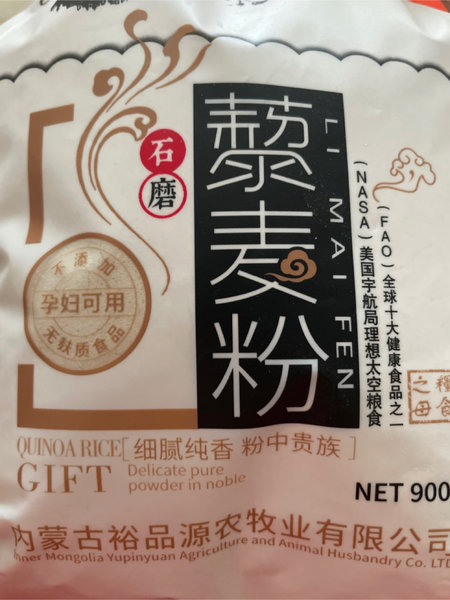 石磨
藜麦粉
LI MAI FEN
(FAO) 全球十大健康食品之一
(NASA) 美国宇航局理想太空粮食
不添加
孕妇可用
无麸质食品
粮食之母
QUINOA RICE
GIFT
[细腻纯香 粉中贵族]
Delicate pure
powder in noble
NET 900
内蒙古裕品源农牧业有限公司
Inner Mongolia Yupinyuan Agriculture and Animal Husbandry Co. LTD